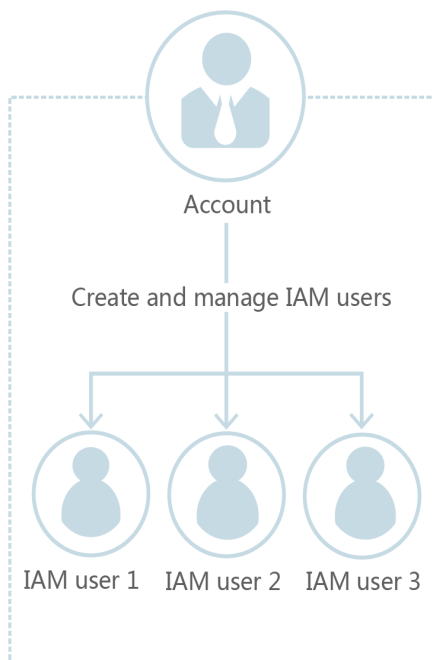 Account
Create and manage IAM users
IAM user 1
IAM user 2
IAM user 3